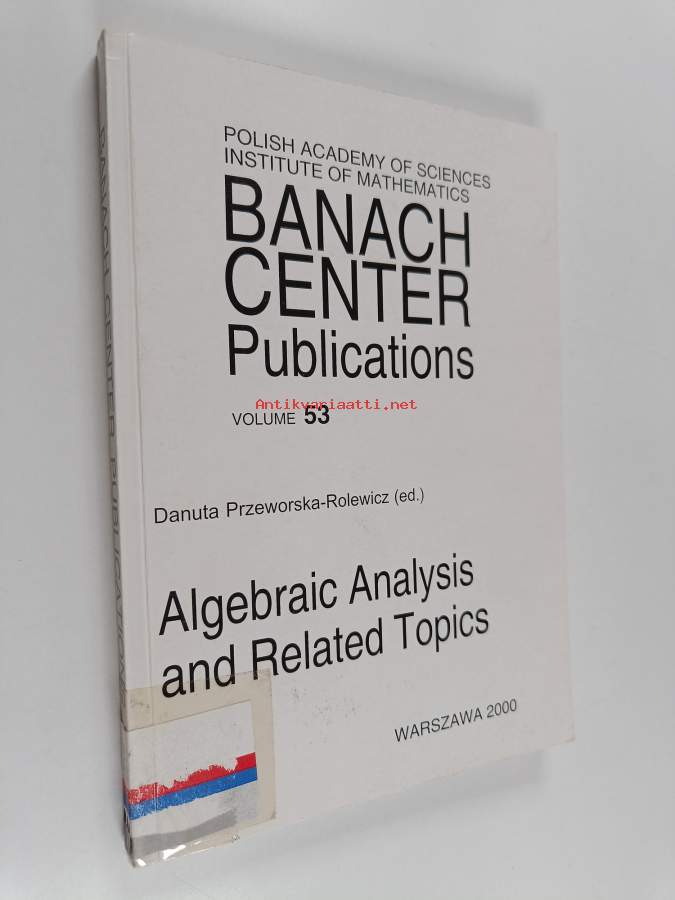 POLISH ACADEMY OF SCIENCES
INSTITUTE OF MATHEMATICS
BANACH
CENTER
Publications
Antikvariaatti.net
VOLUME 53
Danuta Przeworska-Rolewicz (ed.)
Algebraic Analysis
and Related Topics
WARSZAWA 2000
BANACH CENTER PUBLICATIONS